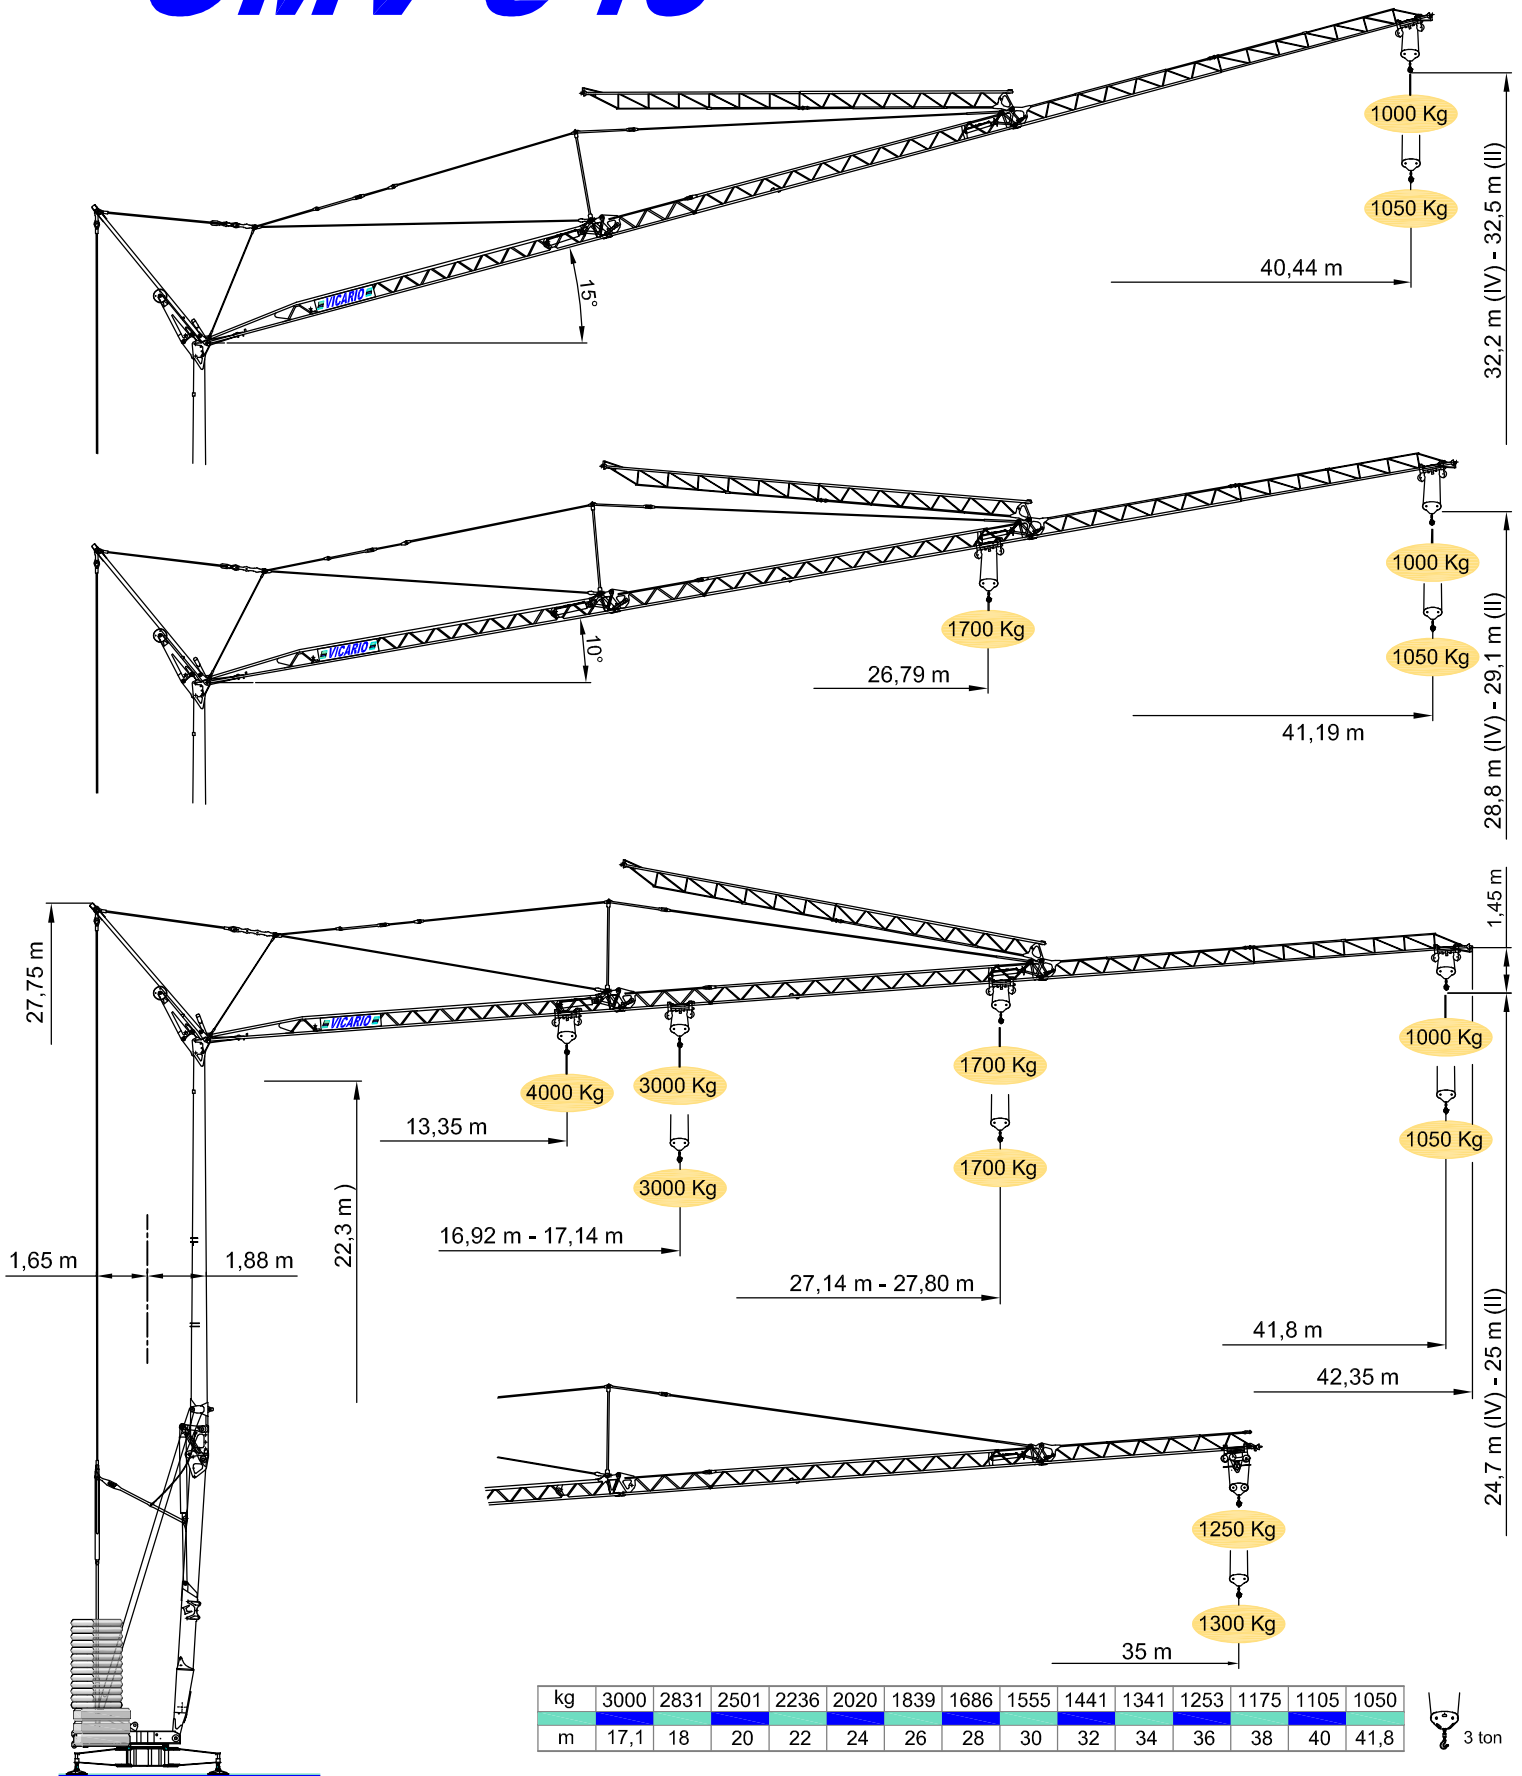 1000 Kg
1050 Kg
40,44 m
32,2 m (IV) - 32,5 m (II)
15°
VICARIO
1000 Kg
1700 Kg
1050 Kg
26,79 m
41,19 m
28,8 m (IV) - 29,1 m (II)
10°
VICARIO
1,45 m
27,75 m
VICARIO
4000 Kg
3000 Kg
1700 Kg
1000 Kg
13,35 m
3000 Kg
1700 Kg
1050 Kg
22,3 m )
16,92 m - 17,14 m
1,65 m
1,88 m
27,14 m - 27,80 m
41,8 m
42,35 m
24,7 m (IV) - 25 m (II)
1250 Kg
1300 Kg
35 m
kg 3000 2831 2501 2236 2020 1839 1686 1555 1441 1341 1253 1175 1105 1050
m 17,1 18 20 22 24 26 28 30 32 34 36 38 40 41,8
3 ton